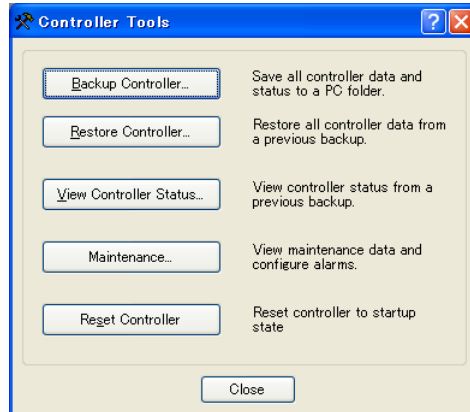 Controller Tools
Backup Controller...
Save all controller data and
status to a PC folder.
Restore Controller...
Restore all controller data from
a previous backup.
View Controller Status...
View controller status from a
previous backup.
Maintenance...
View maintenance data and
configure alarms.
Reset Controller
Reset controller to startup
state
Close